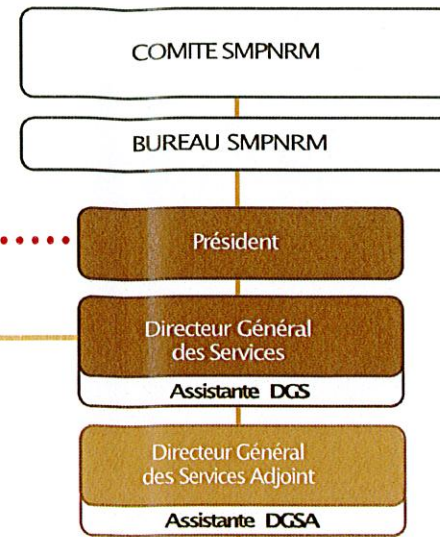 COMITE SMPNRM
BUREAU SMPNRM
Président
Directeur Général
des Services
Assistante DGS
Directeur Général
des Services Adjoint
Assistante DGSA